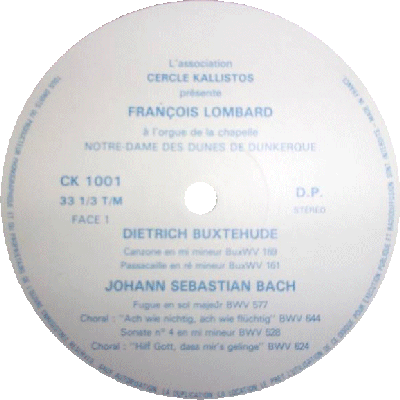 L'association
CERCLE KALLISTOS
présente
FRANÇOIS LOMBARD
à l'orgue de la chapelle
NOTRE-DAME DES DUNES DE DUNKERQUE
CK 1001
33 1/3 T/M
FACE 1
D.P.
STÉRÉO
DIETRICH BUXTEHUDE
Canzone en mi mineur BuxWV 169
Passacaille en ré mineur BuxWV 161
JOHANN SEBASTIAN BACH
Fugue en sol majeur BWV 577
Choral : "Ach wie nichtig, ach wie flüchtig" BWV 644
Sonate n° 4 en mi mineur BWV 528
Choral : "Hilf Gott, dass mir's gelinge" BWV 624